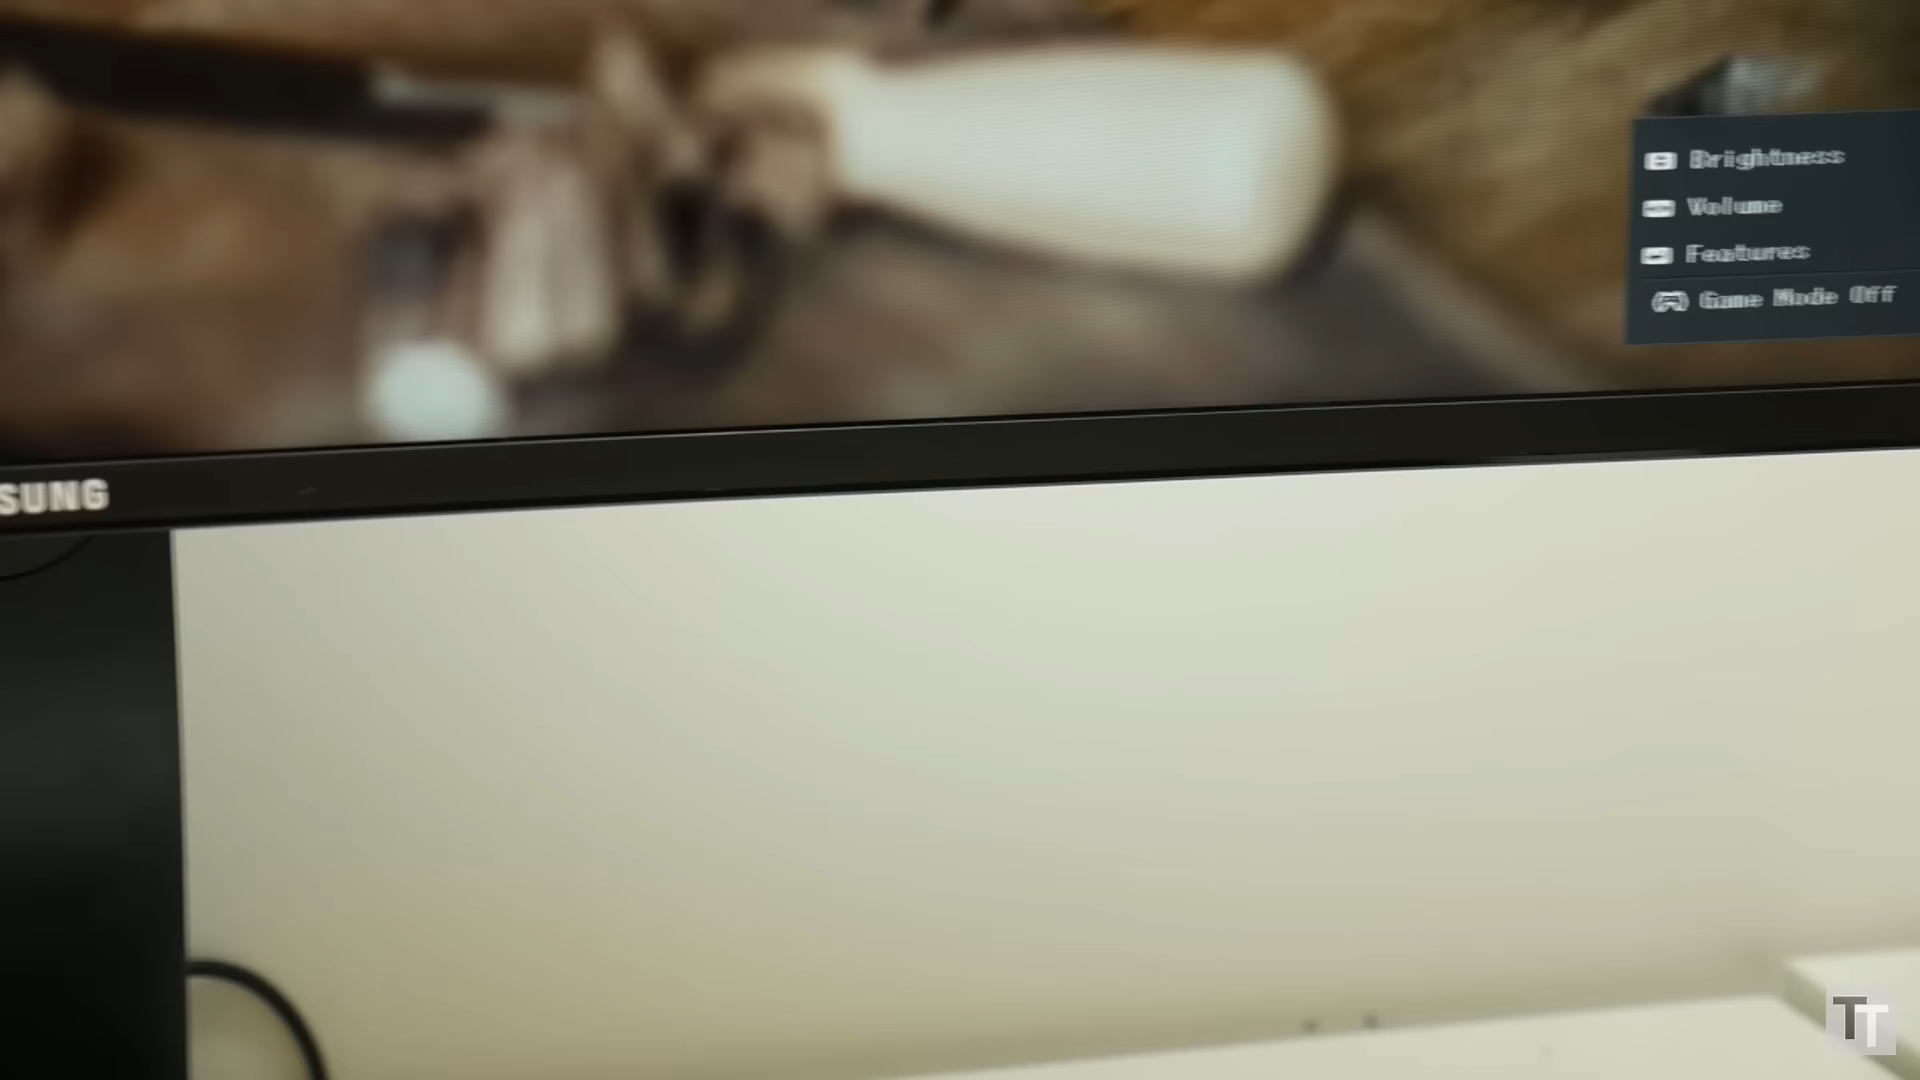 Brightness
Volume
Features
Game Mode Off
SUNG
TT